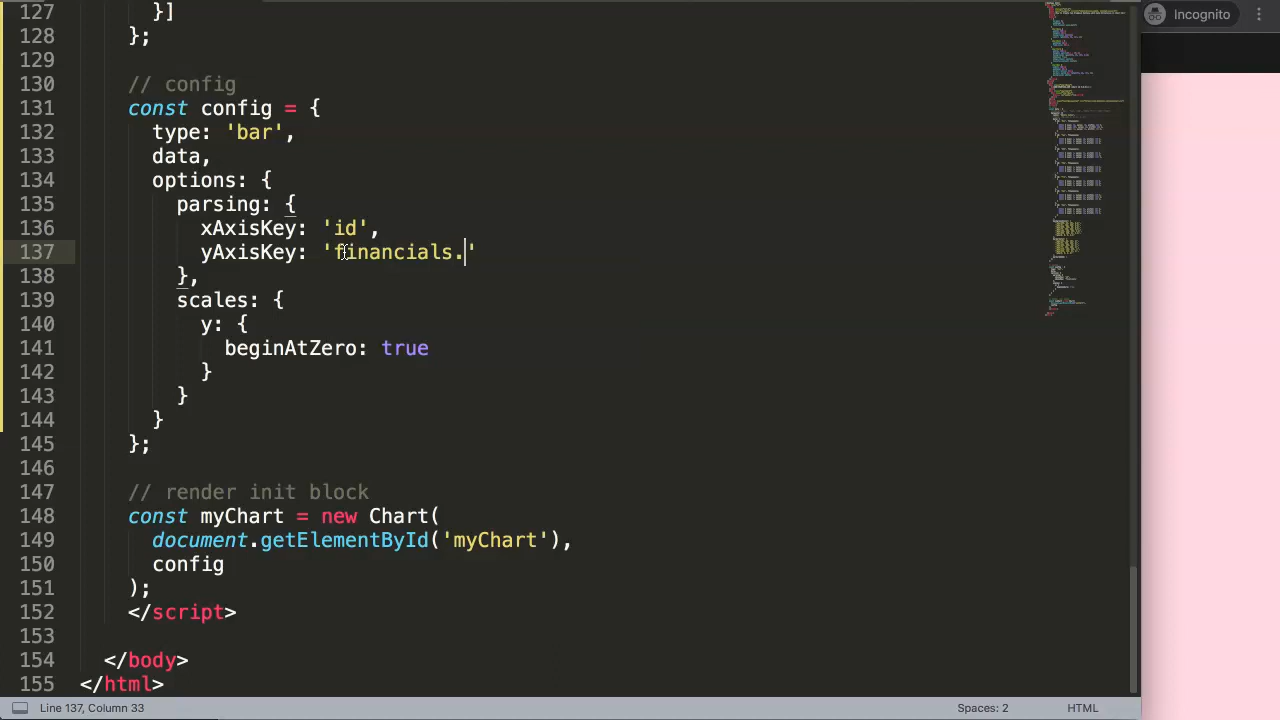 127 }]
128 };
129
130 // config
131 const config = {
132 type: 'bar',
133 data,
134 options: {
135 parsing: {
136 xAxisKey: 'id',
137 yAxisKey: 'financials.'
138 },
139 scales: {
140 y: {
141 beginAtZero: true
142 }
143 }
144 }
145 };
146
147 // render init block
148 const myChart = new Chart(
149 document.getElementById('myChart'),
150 config
151 );
152 </script>
153
154 </body>
155 </html>
Line 137, Column 33
Spaces: 2
HTML
Incognito